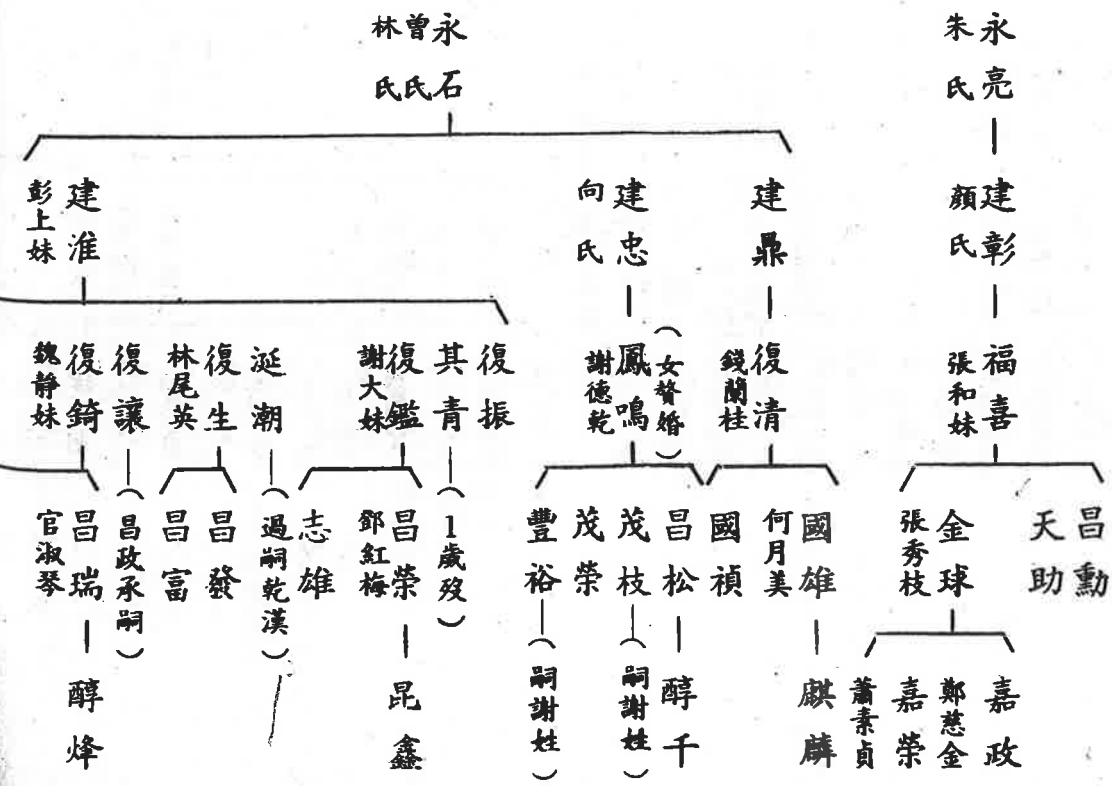 永亮
朱氏
永石
曾氏
林氏
建彰
顏氏
建鼎
建忠
向氏
建淮
彭上妹
福喜
張和妹
復清
錢蘭桂
(女贅婚)
鳳鳴
謝德乾
復振
其青
復鑑
謝大妹
涎潮
復生
林尾英
復讓
復錡
魏靜妹
昌勳
天助
金球
張秀枝
國雄
何月美
國禎
昌松
茂枝
茂榮
豐裕
(1歲歿)
昌榮
鄧紅梅
志雄
(過嗣乾漢)
昌發
昌富
(昌政承嗣)
昌瑞
官淑琴
嘉政
鄭慈金
嘉榮
蕭素貞
麒麟
醇千
(嗣謝姓)
(嗣謝姓)
昆鑫
醇烽